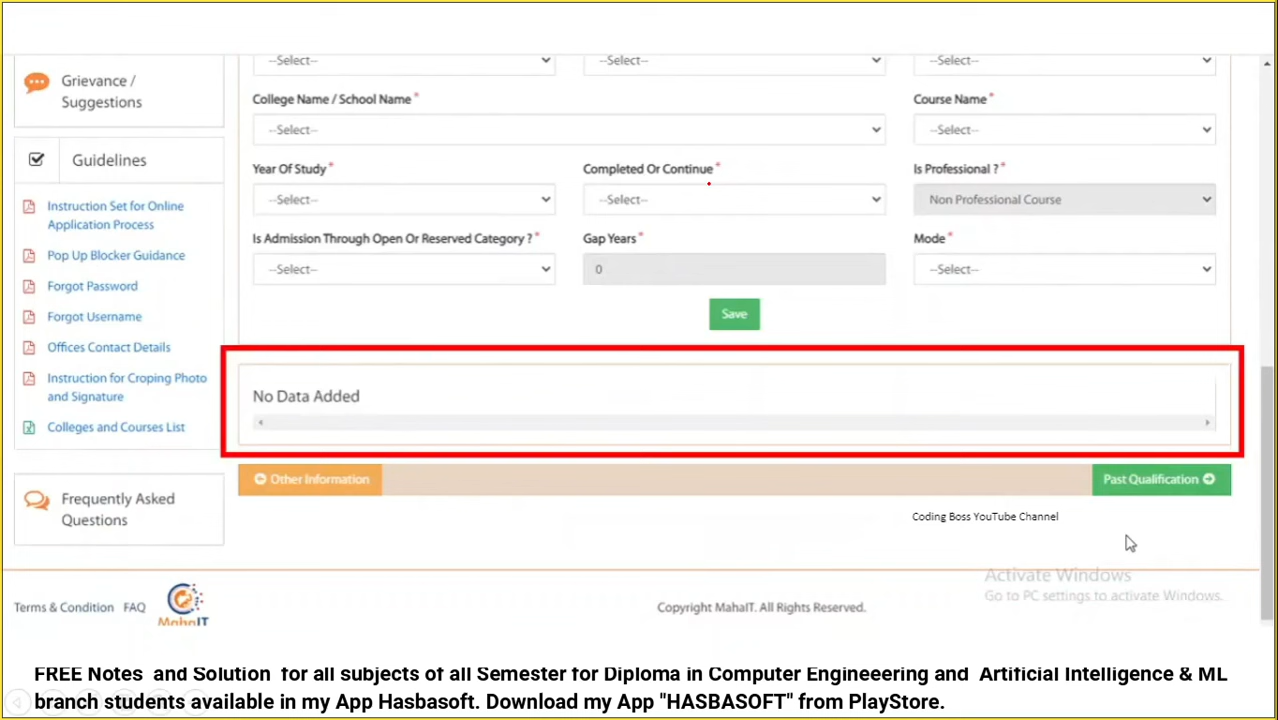 Grievance /
Suggestions
Guidelines
Instruction Set for Online
Application Process
Pop Up Blocker Guidance
Forgot Password
Forgot Username
Offices Contact Details
Instruction for Croping Photo
and Signature
Colleges and Courses List
Frequently Asked
Questions
--Select-- --Select-- --Select--
College Name / School Name * Course Name *
--Select-- --Select--
Year Of Study * Completed Or Continue * Is Professional ? *
--Select-- --Select-- Non Professional Course
Is Admission Through Open Or Reserved Category ? * Gap Years * Mode *
--Select-- 0 --Select--
Save
No Data Added
Other Information Past Qualification
Coding Boss YouTube Channel
Activate Windows
Go to PC settings to activate Windows.
Terms & Condition FAQ MahaIT Copyright MahaIT. All Rights Reserved.
FREE Notes and Solution for all subjects of all Semester for Diploma in Computer Engineeering and Artificial Intelligence & ML
branch students available in my App Hasbasoft. Download my App "HASBASOFT" from PlayStore.